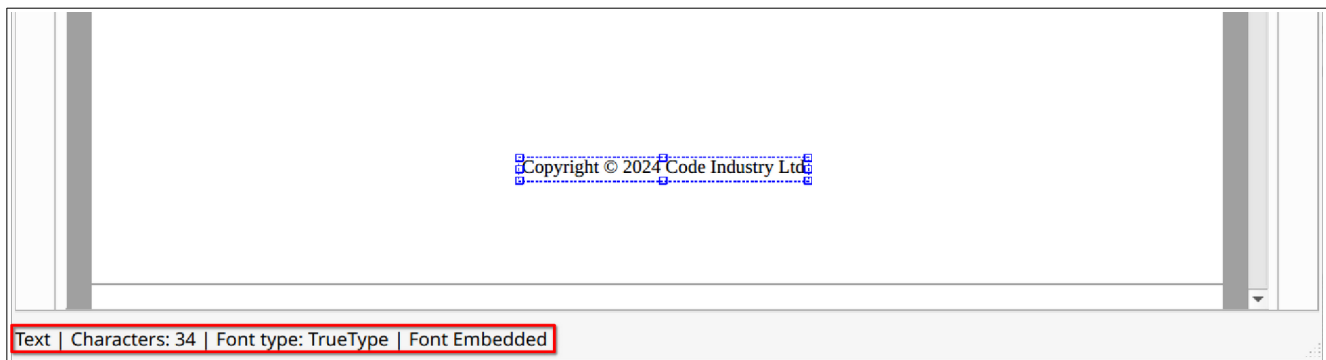 Copyright © 2024 Code Industry Ltd
Text | Characters: 34 | Font type: TrueType | Font Embedded